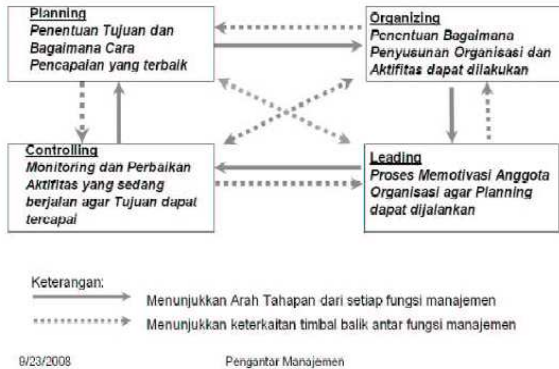 Planning
Penentuan Tujuan dan
Bagaimana Cara
Pencapaian yang terbaik
Organizing
Penentuan Bagaimana
Penyusunan Organisasi dan
Aktifitas dapat dilakukan
Controlling
Monitoring dan Perbaikan
Aktifitas yang sedang
berjalan agar Tujuan dapat
tercapai
Leading
Proses Memotivasi Anggota
Organisasi agar Planning
dapat dijalankan
Keterangan:
Menunjukkan Arah Tahapan dari setiap fungsi manajemen
Menunjukkan keterkaitan timbal balik antar fungsi manajemen
9/23/2008 Pengantar Manajemen